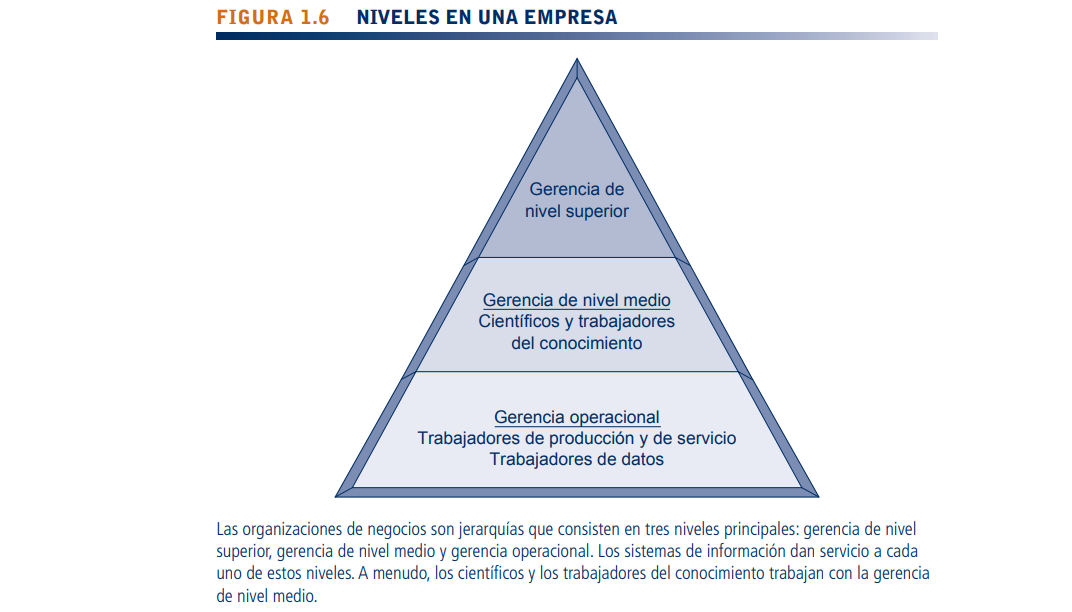 FIGURA 1.6 NIVELES EN UNA EMPRESA
Gerencia de
nivel superior
Gerencia de nivel medio
Científicos y trabajadores
del conocimiento
Gerencia operacional
Trabajadores de producción y de servicio
Trabajadores de datos
Las organizaciones de negocios son jerarquías que consisten en tres niveles principales: gerencia de nivel
superior, gerencia de nivel medio y gerencia operacional. Los sistemas de información dan servicio a cada
uno de estos niveles. A menudo, los científicos y los trabajadores del conocimiento trabajan con la gerencia
de nivel medio.